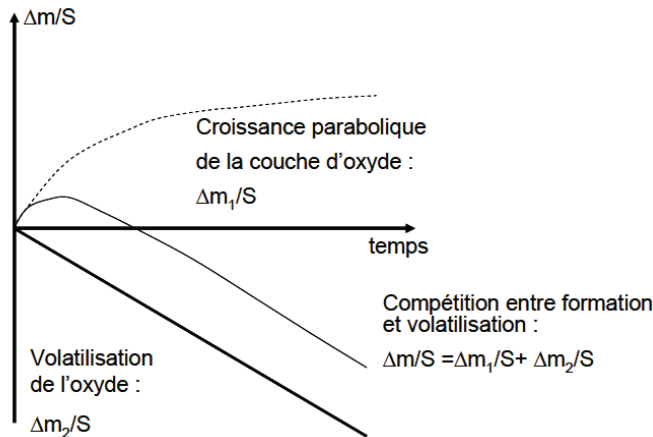 Δm/S
Croissance parabolique
de la couche d'oxyde :
Δm₁/S
temps
Compétition entre formation
et volatilisation :
Δm/S =Δm₁/S+ Δm₂/S
Volatilisation
de l'oxyde :
Δm₂/S